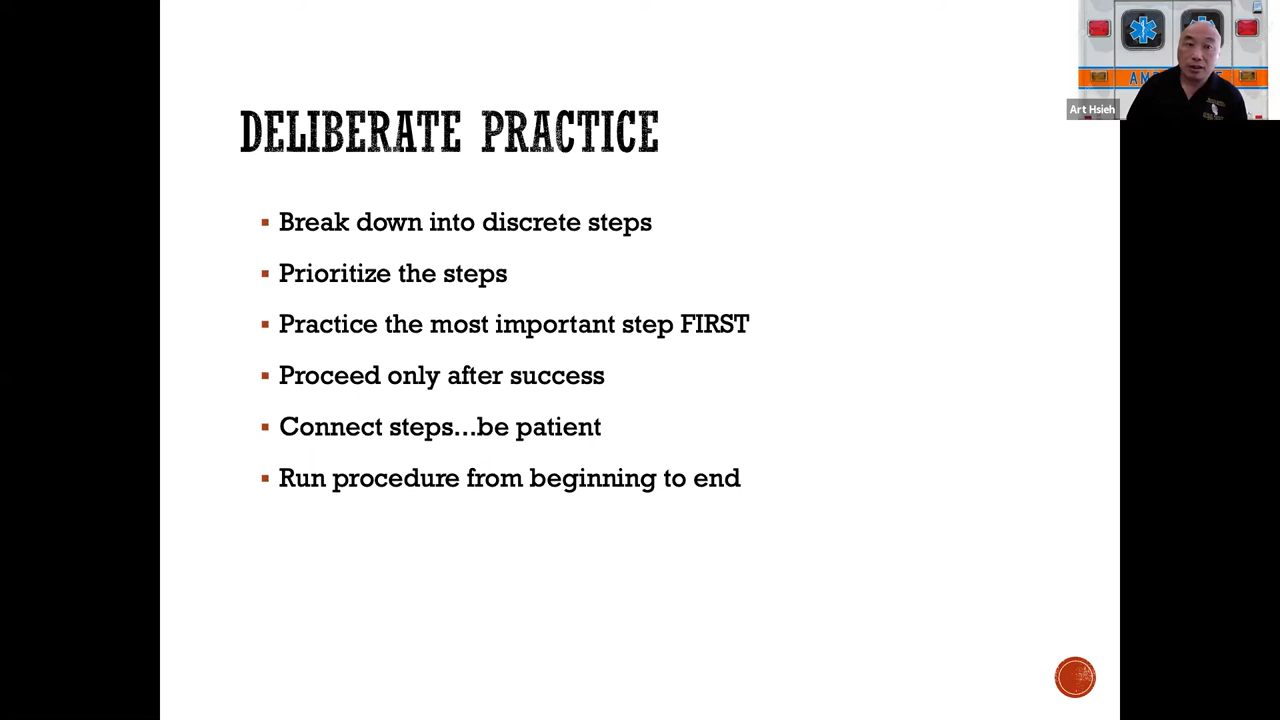 Art Hsieh
DELIBERATE PRACTICE
Break down into discrete steps
Prioritize the steps
Practice the most important step FIRST
Proceed only after success
Connect steps...be patient
Run procedure from beginning to end